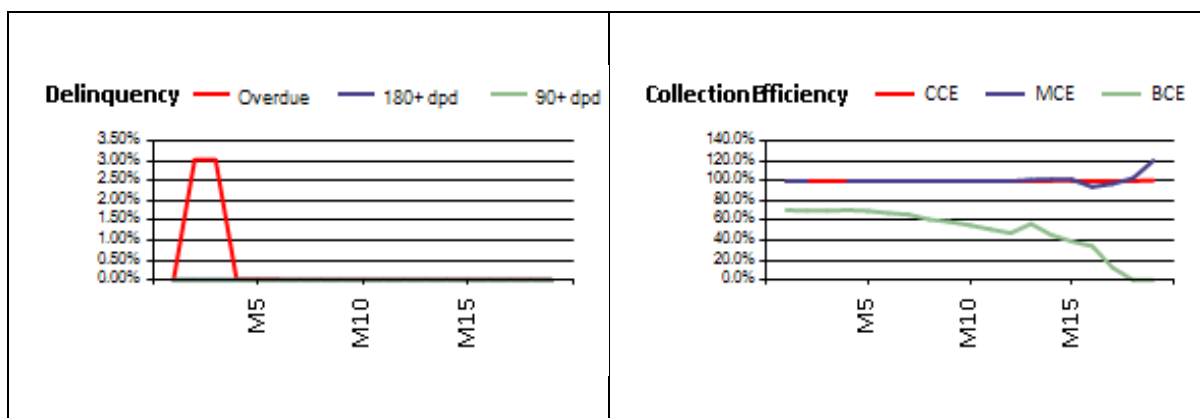 Delinquency Overdue 180+ dpd 90+ dpd
3.50%
3.00%
2.50%
2.00%
1.50%
1.00%
0.50%
0.00%
M5
M10
M15
Collection Efficiency CCE MCE BCE
140.0%
120.0%
100.0%
80.0%
60.0%
40.0%
20.0%
0.0%
M5
M10
M15